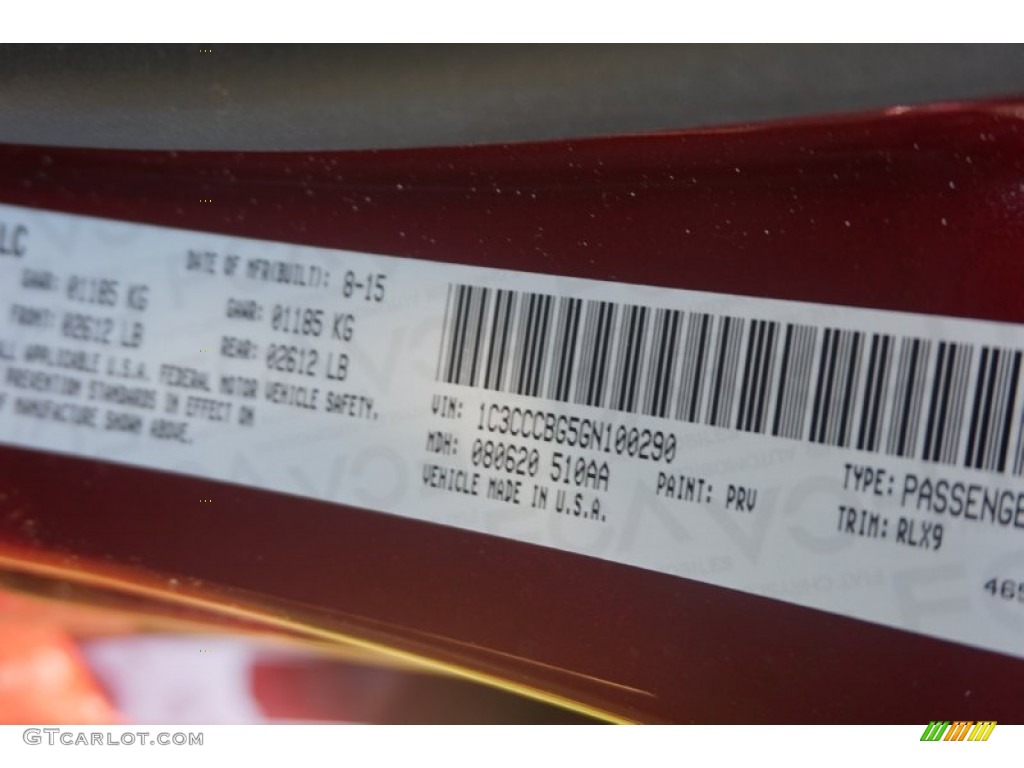 LC
DATE OF MFR(BUILT): 8-15
GAWR: 01185 KG
FRONT: 02612 LB
GAWR: 01185 KG
REAR: 02612 LB
ALL APPLICABLE U.S.A. FEDERAL MOTOR VEHICLE SAFETY,
PREVENTION STANDARDS IN EFFECT ON
OF MANUFACTURE SHOWN ABOVE.
VIN: 1C3CCCBG5GN100290
MDH: 080620 510AA
VEHICLE MADE IN U.S.A.
PAINT: PRV
TYPE: PASSENGE
TRIM: RLX9
465
GTCARLOT.COM